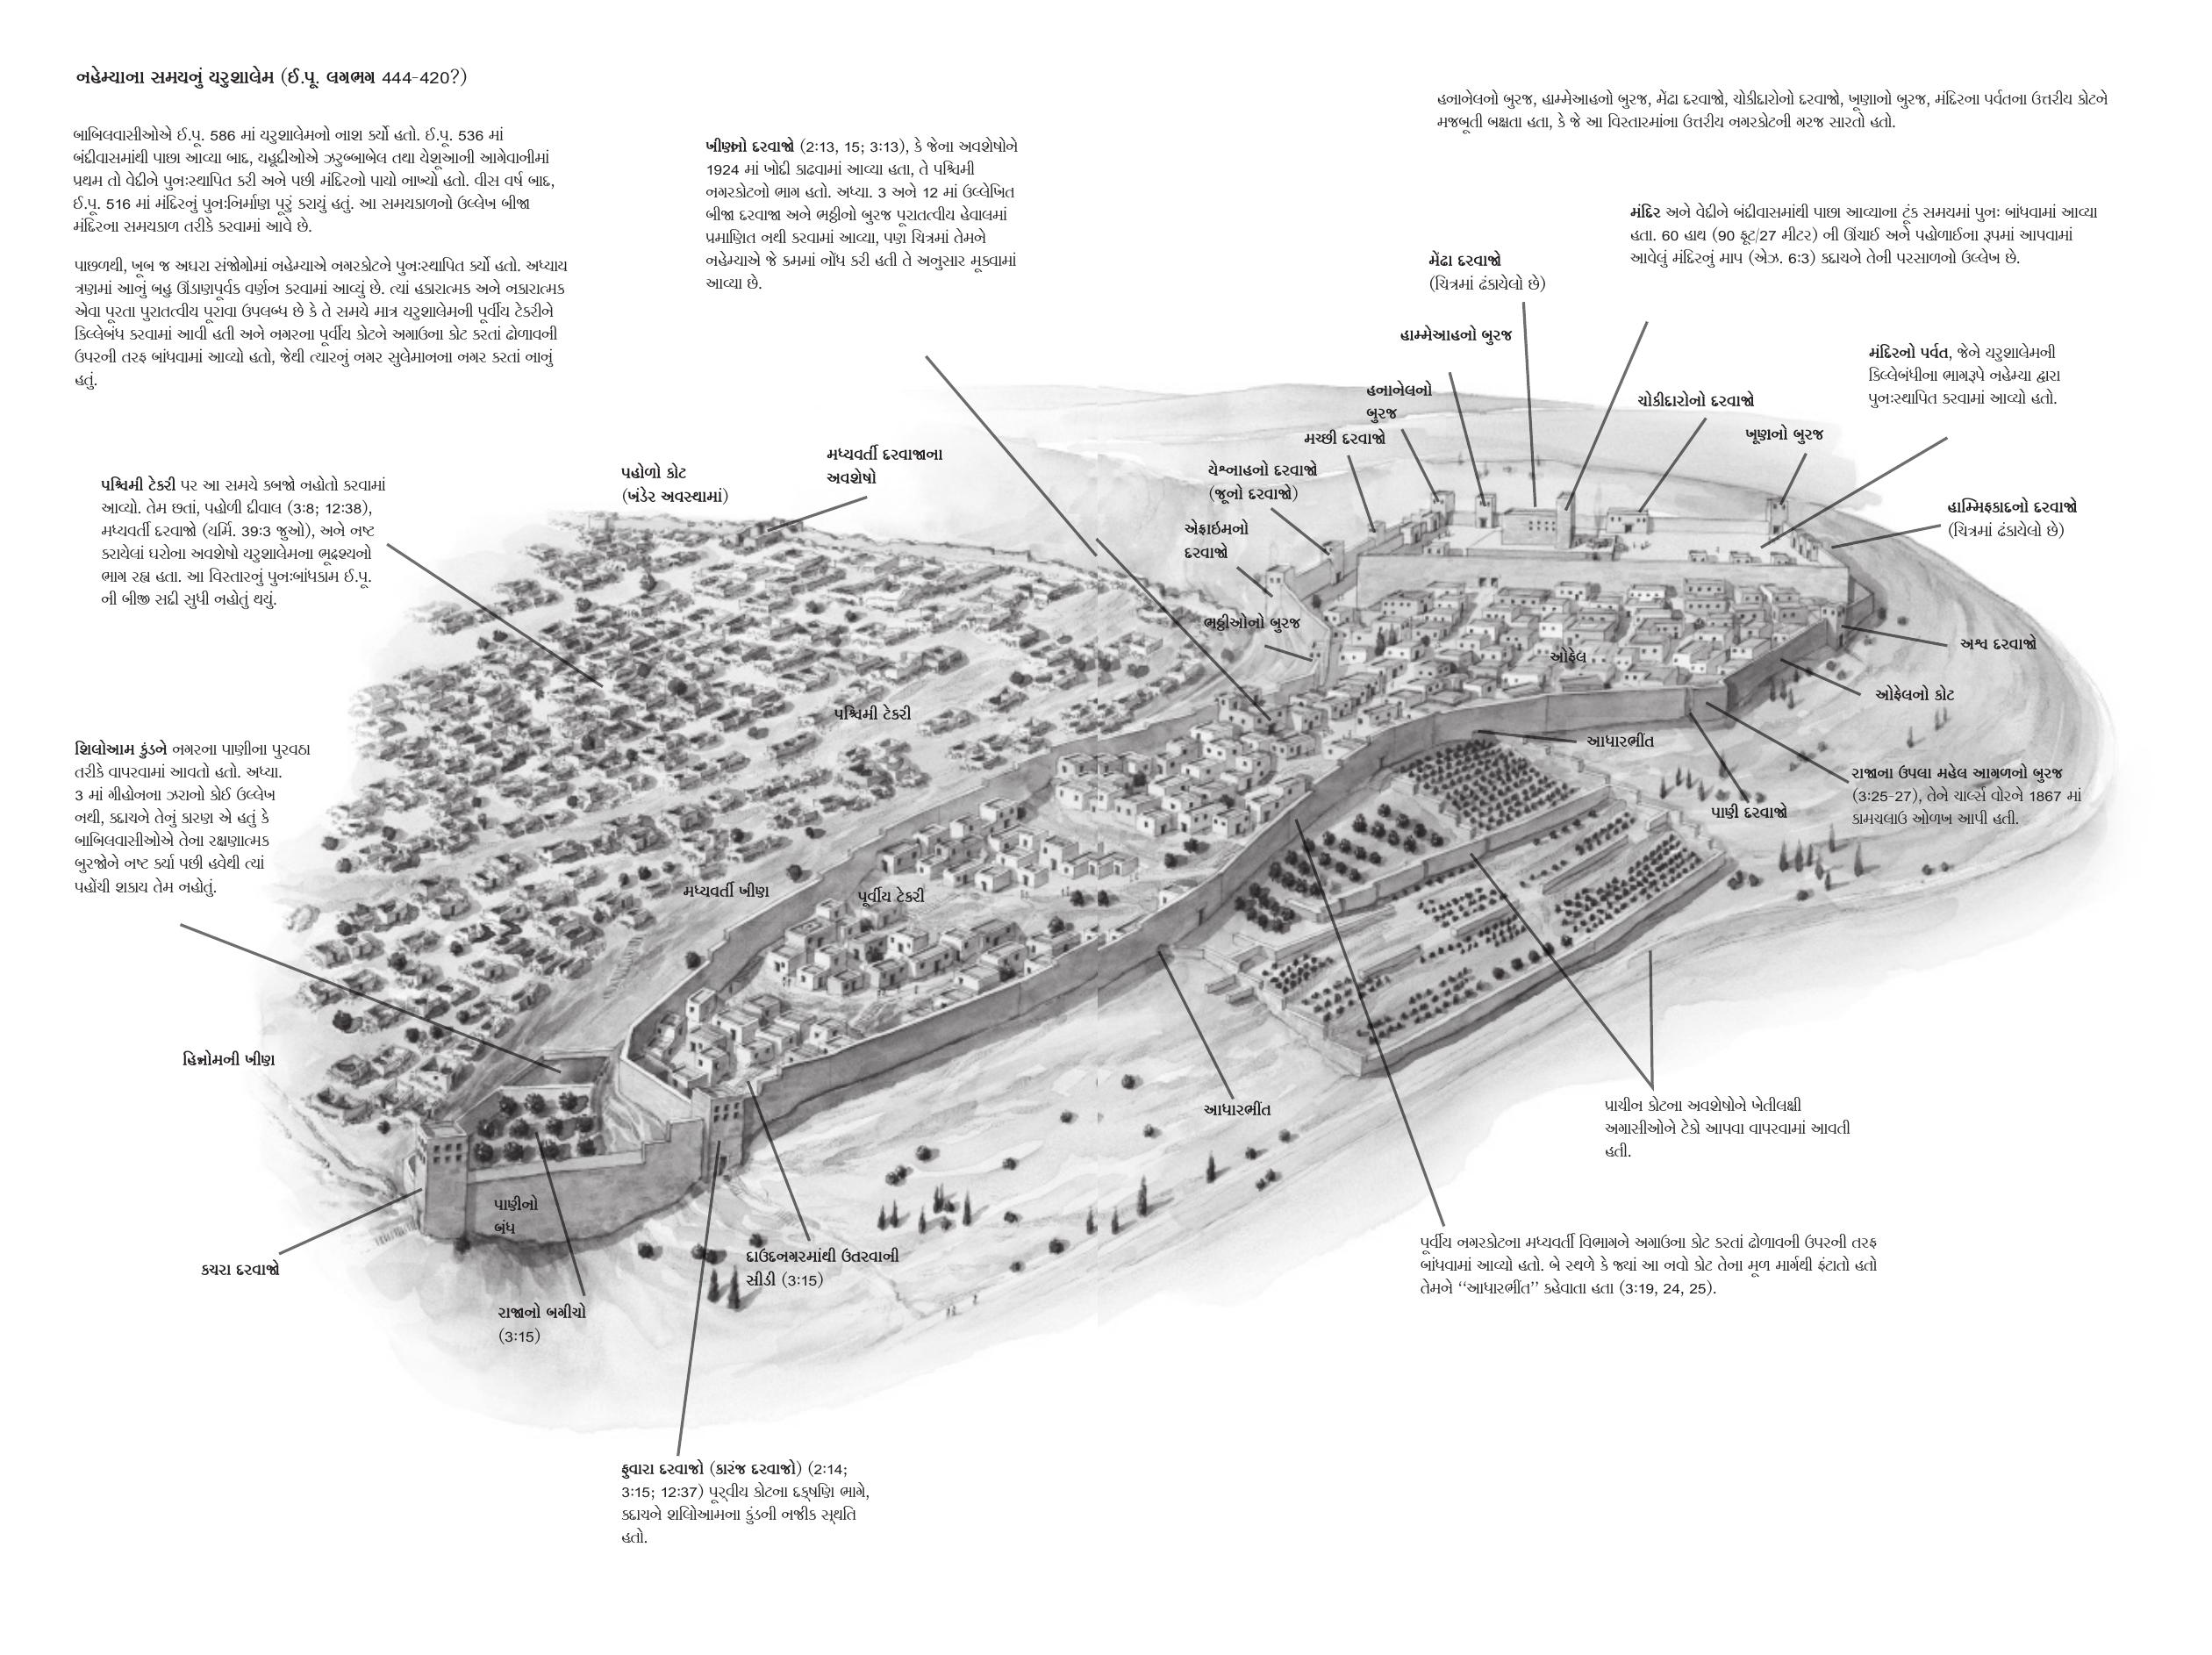 નહેમ્યાના સમયનું યરુશાલેમ (ઈ.પૂ. લગભગ 444-420?)
બાબિલવાસીઓએ ઈ.પૂ. 586 માં યરુશાલેમનો નાશ કર્યો હતો. ઈ.પૂ. 536 માં
બંદીવાસમાંથી પાછા આવ્યા બાદ, યહૂદીઓએ ઝરુબ્બાબેલ તથા યેશૂઆની આગેવાનીમાં
પ્રથમ તો વેદીને પુનઃસ્થાપિત કરી અને પછી મંદિરનો પાયો નાખ્યો હતો. વીસ વર્ષ બાદ,
ઈ.પૂ. 516 માં મંદિરનું પુનઃનિર્માણ પૂરું કરાયું હતું. આ સમયકાળનો ઉલ્લેખ બીજા
મંદિરના સમયકાળ તરીકે કરવામાં આવે છે.
પાછળથી, ખૂબ જ અઘરા સંજોગોમાં નહેમ્યાએ નગરકોટને પુનઃસ્થાપિત કર્યો હતો. અધ્યાય
ત્રણમાં આનું બહુ ઊંડાણપૂર્વક વર્ણન કરવામાં આવ્યું છે. ત્યાં હકારાત્મક અને નકારાત્મક
એવા પૂરતા પુરાતત્વીય પૂરાવા ઉપલબ્ધ છે કે તે સમયે માત્ર યરુશાલેમની પૂર્વીય ટેકરીને
કિલ્લેબંધ કરવામાં આવી હતી અને નગરના પૂર્વીય કોટને અગાઉના કોટ કરતાં ઢોળાવની
ઉપરની તરફ બાંધવામાં આવ્યો હતો, જેથી ત્યારનું નગર સુલેમાનના નગર કરતાં નાનું
હતું.
ખીણનો દરવાજો (2:13, 15; 3:13), કે જેના અવશેષોને
1924 માં ખોદી કાઢવામાં આવ્યા હતા, તે પશ્ચિમી
નગરકોટનો ભાગ હતો. અધ્યા. 3 અને 12 માં ઉલ્લેખિત
બીજા દરવાજા અને ભઠ્ઠીનો બુરજ પૂરાતત્વીય હેવાલમાં
પ્રમાણિત નથી કરવામાં આવ્યા, પણ ચિત્રમાં તેમને
નહેમ્યાએ જે ક્રમમાં નોંધ કરી હતી તે અનુસાર મૂકવામાં
આવ્યા છે.
હનાનેલનો બુરજ, હામ્મેઆહનો બુરજ, મેંઢા દરવાજો, ચોકીદારોનો દરવાજો, ખૂણાનો બુરજ, મંદિરના પર્વતના ઉત્તરીય કોટને
મજબૂતી બક્ષતા હતા, કે જે આ વિસ્તારમાંના ઉત્તરીય નગરકોટની ગરજ સારતો હતો.
મંદિર અને વેદીને બંદીવાસમાંથી પાછા આવ્યાના ટૂંક સમયમાં પુનઃ બાંધવામાં આવ્યા
હતા. 60 હાથ (90 ફૂટ/27 મીટર) ની ઊંચાઈ અને પહોળાઈના રૂપમાં આપવામાં
આવેલું મંદિરનું માપ (એઝ. 6:3) કદાચને તેની પરસાળનો ઉલ્લેખ છે.
મેંઢા દરવાજો
(ચિત્રમાં ઢંકાયેલો છે)
હામ્મેઆહનો બુરજ
મંદિરનો પર્વત, જેને યરુશાલેમની
કિલ્લેબંધીના ભાગરૂપે નહેમ્યા દ્વારા
પુનઃસ્થાપિત કરવામાં આવ્યો હતો.
હનાનેલનો
બુરજ
ચોકીદારોનો દરવાજો
મચ્છી દરવાજો
ખૂણનો બુરજ
મધ્યવર્તી દરવાજાના
અવશેષો
પહોળો કોટ
(ખંડેર અવસ્થામાં)
યેશ્નાહનો દરવાજો
(જૂનો દરવાજો)
પશ્ચિમી ટેકરી પર આ સમયે કબજો નહોતો કરવામાં
આવ્યો. તેમ છતાં, પહોળી દીવાલ (3:8; 12:38),
મધ્યવર્તી દરવાજો (યર્મિ. 39:3 જુઓ), અને નષ્ટ
કરાયેલાં ઘરોના અવશેષો યરુશાલેમના ભૂદ્રશ્યનો
ભાગ રહ્યા હતા. આ વિસ્તારનું પુનઃબાંધકામ ઈ.પૂ.
ની બીજી સદી સુધી નહોતું થયું.
હામ્મિફકાદનો દરવાજો
(ચિત્રમાં ઢંકાયેલો છે)
એફ્રાઇમનો
દરવાજો
ભઠ્ઠીઓનો બુરજ
અશ્વ દરવાજો
ઓફેલ
ઓફેલનો કોટ
પશ્ચિમી ટેકરી
આધારભીંત
શિલોઆમ કુંડને નગરના પાણીના પુરવઠા
તરીકે વાપરવામાં આવતો હતો. અધ્યા.
3 માં ગીહોનના ઝરાનો કોઈ ઉલ્લેખ
નથી, કદાચને તેનું કારણ એ હતું કે
બાબિલવાસીઓએ તેના રક્ષણાત્મક
બુરજોને નષ્ટ કર્યા પછી હવેથી ત્યાં
પહોંચી શકાય તેમ નહોતું.
રાજાના ઉપલા મહેલ આગળનો બુરજ
(3:25-27), તેને ચાર્લ્સ વોરને 1867 માં
કામચલાઉ ઓળખ આપી હતી.
પાણી દરવાજો
મધ્યવર્તી ખીણ
પૂર્વીય ટેકરી
હિન્નોમની ખીણ
આધારભીંત
પ્રાચીન કોટના અવશેષોને ખેતીલક્ષી
અગાસીઓને ટેકો આપવા વાપરવામાં આવતી
હતી.
પાણીનો
બંધ
કચરા દરવાજો
દાઉદનગરમાંથી ઉતરવાની
સીડી (3:15)
રાજાનો બગીચો
(3:15)
પૂર્વીય નગરકોટના મધ્યવર્તી વિભાગને અગાઉના કોટ કરતાં ઢોળાવની ઉપરની તરફ
બાંધવામાં આવ્યો હતો. બે સ્થળે કે જ્યાં આ નવો કોટ તેના મૂળ માર્ગથી ફંટાતો હતો
તેમને “આધારભીંત” કહેવાતા હતા (3:19, 24, 25).
ફુવારા દરવાજો (કારંજ દરવાજો) (2:14;
3:15; 12:37) પૂર્વીય કોટના દક્ષણિ ભાગે,
કદાચને શલિોઆમના કુંડની નજીક સ્થતિ
હતો.